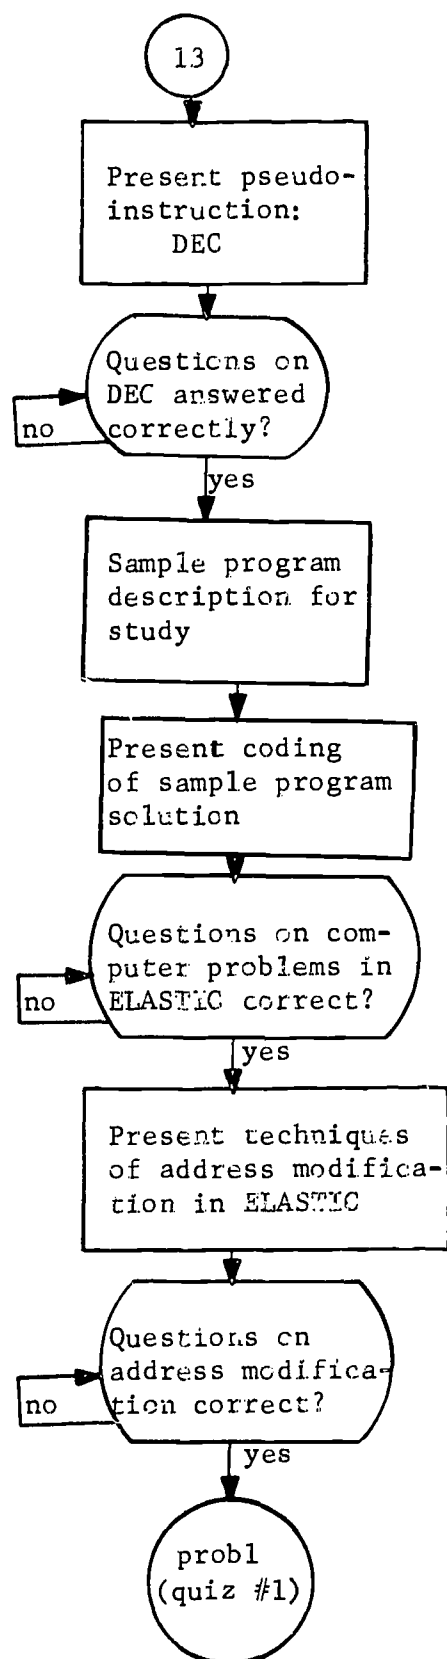 13
Present pseudo-
instruction:
DEC
Questions on
DEC answered
correctly?
no
yes
Sample program
description for
study
Present coding
of sample program
solution
Questions on com-
puter problems in
ELASTIC correct?
no
yes
Present techniques
of address modifica-
tion in ELASTIC
Questions on
address modifica-
tion correct?
no
yes
probl
(quiz #1)